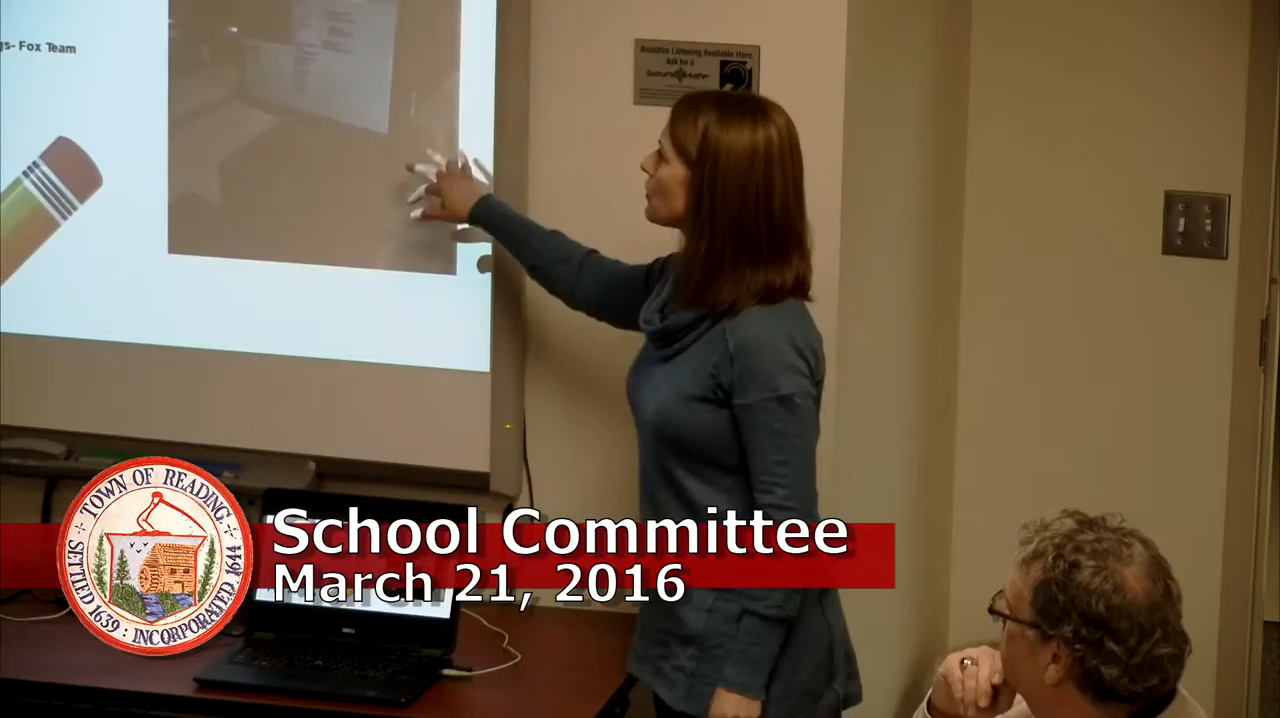 gs- Fox Team
Assistive Listening Available Here.
Ask for a
TOWN OF READING
SETTLED 1639 : INCORPORATED 1644
School Committee
March 21, 2016
DELL